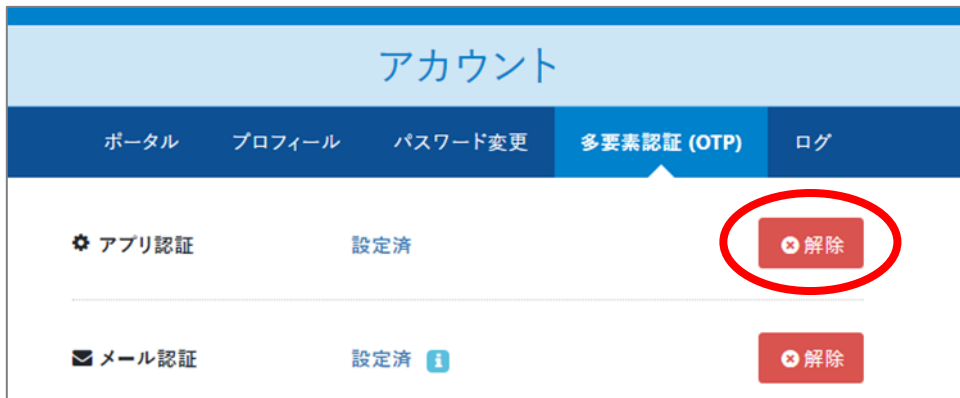 アカウント
ポータル プロフィール パスワード変更 多要素認証 (OTP) ログ
アプリ認証 設定済 解除
メール認証 設定済 i 解除